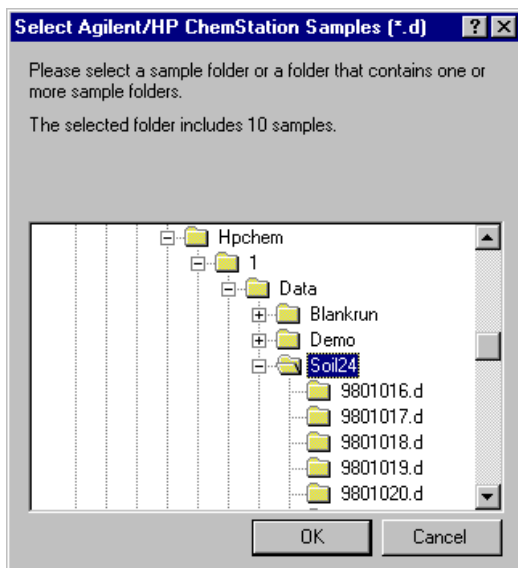 Select Agilent/HP ChemStation Samples (*.d)
Please select a sample folder or a folder that contains one or
more sample folders.
The selected folder includes 10 samples.
Hpchem
1
Data
Blankrun
Demo
Soil24
9801016.d
9801017.d
9801018.d
9801019.d
9801020.d
OK Cancel